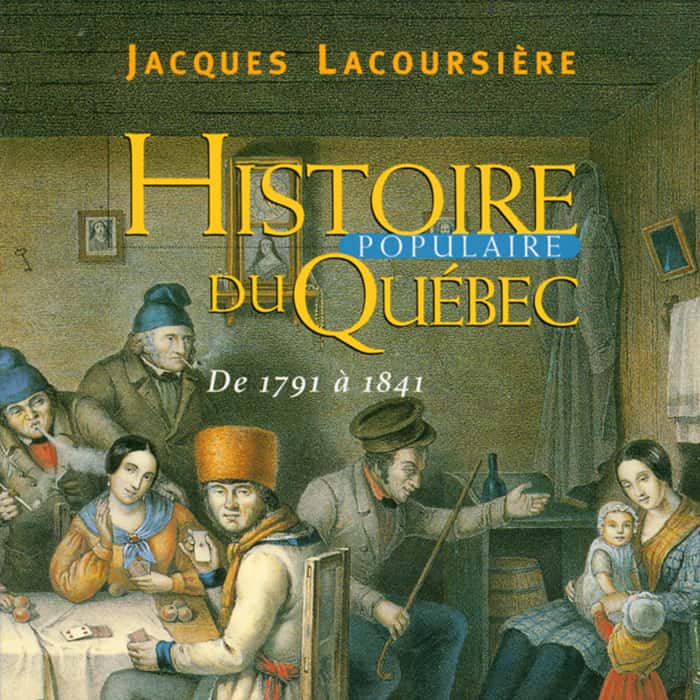 JACQUES LACOURSIÈRE
HISTOIRE
POPULAIRE
DU QUÉBEC
De 1791 à 1841